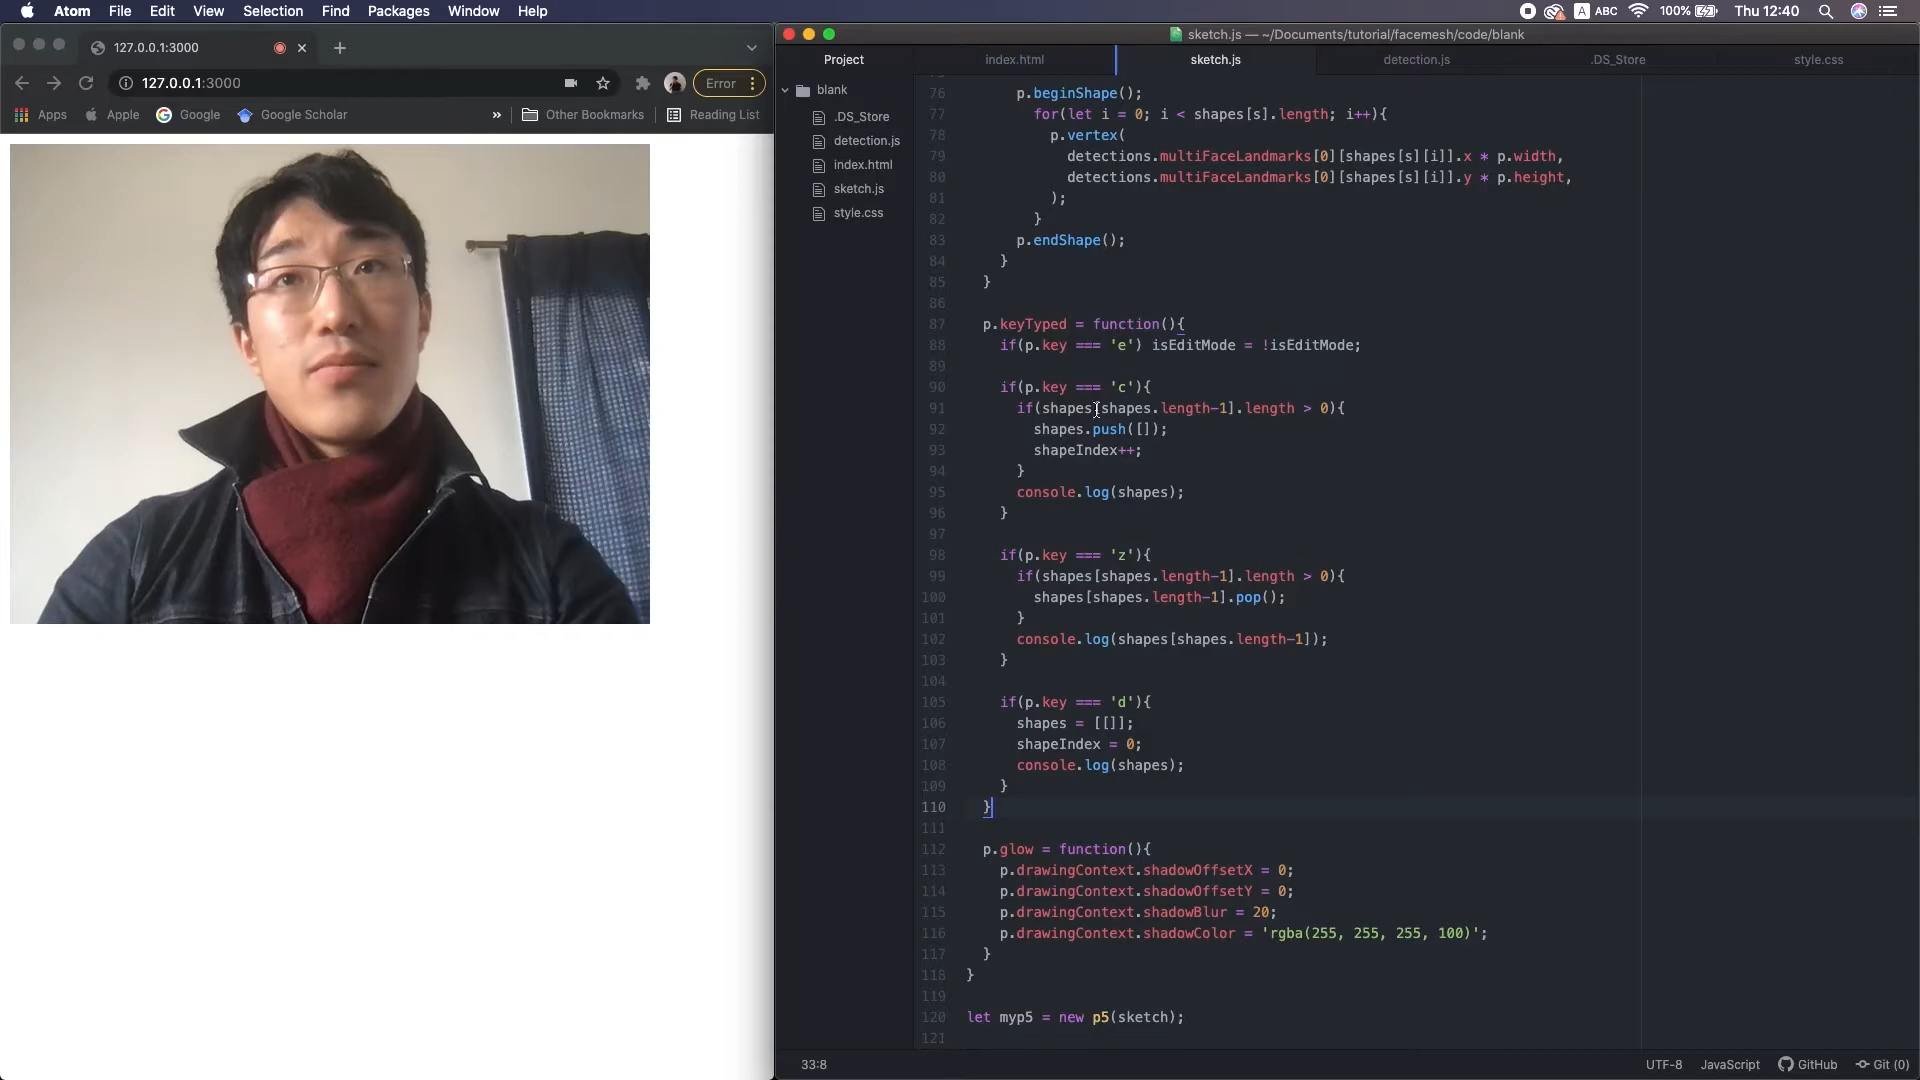 Atom File Edit View Selection Find Packages Window Help
A ABC 100% Thu 12:40
127.0.0.1:3000
127.0.0.1:3000 Error
Apps Apple Google Google Scholar » Other Bookmarks Reading List
sketch.js — ~/Documents/tutorial/facemesh/code/blank
Project index.html sketch.js detection.js .DS_Store style.css
blank
.DS_Store
detection.js
index.html
sketch.js
style.css
76 p.beginShape();
77 for(let i = 0; i < shapes[s].length; i++){
78 p.vertex(
79 detections.multiFaceLandmarks[0][shapes[s][i]].x * p.width,
80 detections.multiFaceLandmarks[0][shapes[s][i]].y * p.height,
81 );
82 }
83 p.endShape();
84 }
85 }
86
87 p.keyTyped = function(){
88 if(p.key === 'e') isEditMode = !isEditMode;
89
90 if(p.key === 'c'){
91 if(shapes[shapes.length-1].length > 0){
92 shapes.push([]);
93 shapeIndex++;
94 }
95 console.log(shapes);
96 }
97
98 if(p.key === 'z'){
99 if(shapes[shapes.length-1].length > 0){
100 shapes[shapes.length-1].pop();
101 }
102 console.log(shapes[shapes.length-1]);
103 }
104
105 if(p.key === 'd'){
106 shapes = [[]];
107 shapeIndex = 0;
108 console.log(shapes);
109 }
110 }
111
112 p.glow = function(){
113 p.drawingContext.shadowOffsetX = 0;
114 p.drawingContext.shadowOffsetY = 0;
115 p.drawingContext.shadowBlur = 20;
116 p.drawingContext.shadowColor = 'rgba(255, 255, 255, 100)';
117 }
118 }
119
120 let myp5 = new p5(sketch);
121
33:8 UTF-8 JavaScript GitHub Git (0)